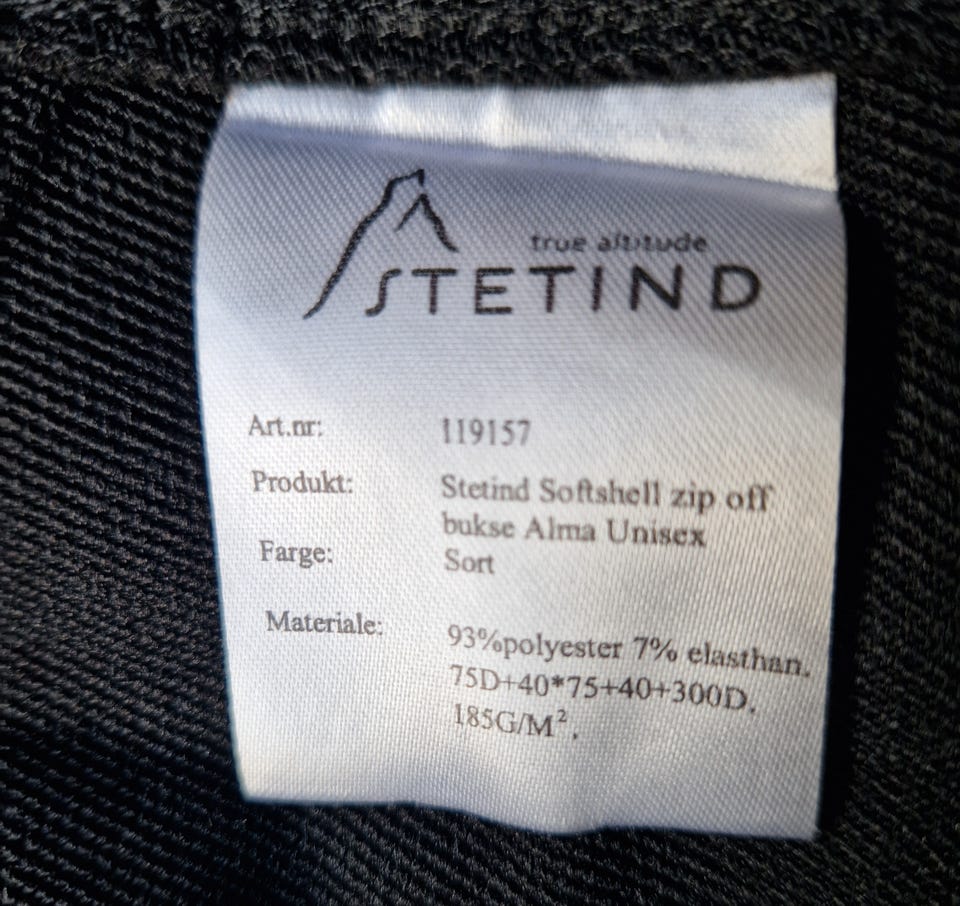 true altitude
STETIND
Art.nr: 119157
Produkt: Stetind Softshell zip off
bukse Alma Unisex
Farge: Sort
Materiale: 93%polyester 7% elasthan.
75D+40*75+40+300D.
185G/M².